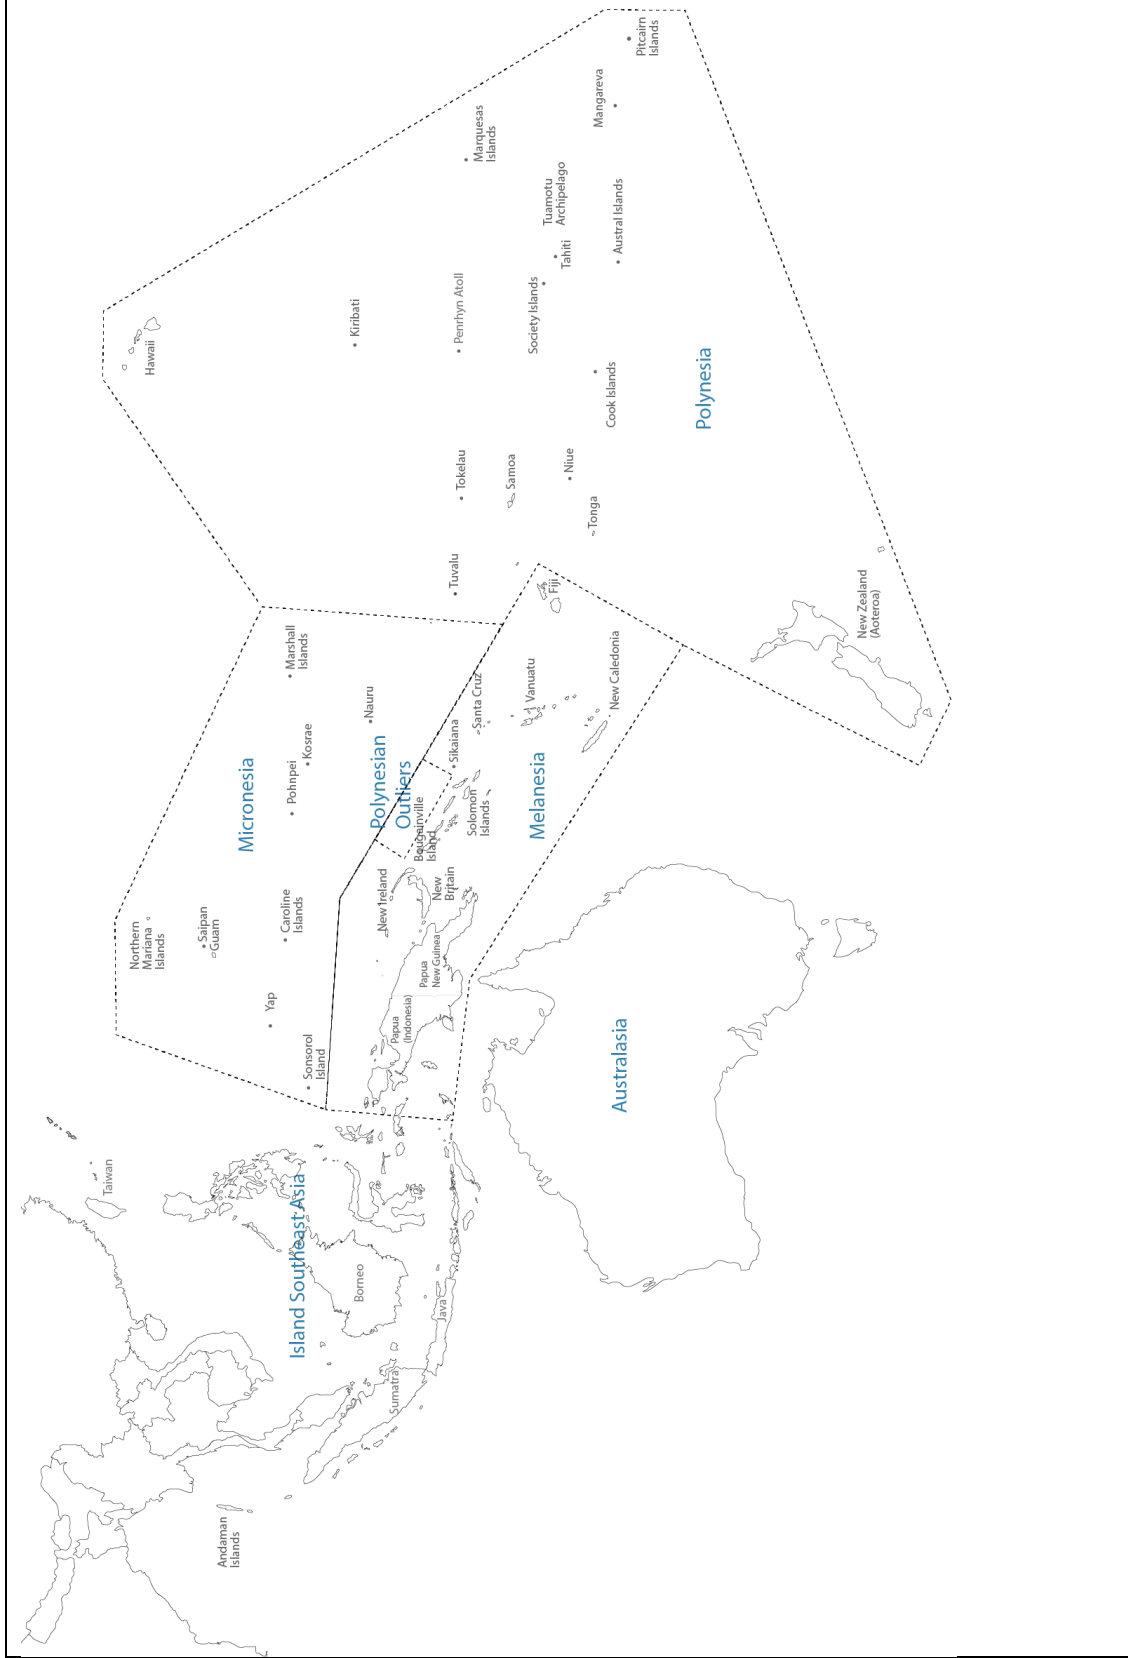 Hawaii
Northern
Mariana
Islands
Taiwan
Saipan
Guam
Micronesia
Marshall
Islands
Kosrae
Pohnpei
Caroline
Islands
Yap
Sonsorol
Island
Andaman
Islands
Island Southeast Asia
Kiribati
Nauru
Polynesian
Outliers
Marquesas
Islands
Penrhyn Atoll
Tokelau
Tuvalu
Samoa
Sikaiana
Santa Cruz
Bougainville
Island
Solomon
Islands
New Ireland
New
Britain
Papua
New Guinea
Papua
(Indonesia)
Borneo
Java
Sumatra
Tuamotu
Archipelago
Tahiti
Society Islands
Niue
Tonga
Fiji
Vanuatu
New Caledonia
Melanesia
Pitcairn
Islands
Mangareva
Austral Islands
Cook Islands
Polynesia
New Zealand
(Aoteroa)
Australasia